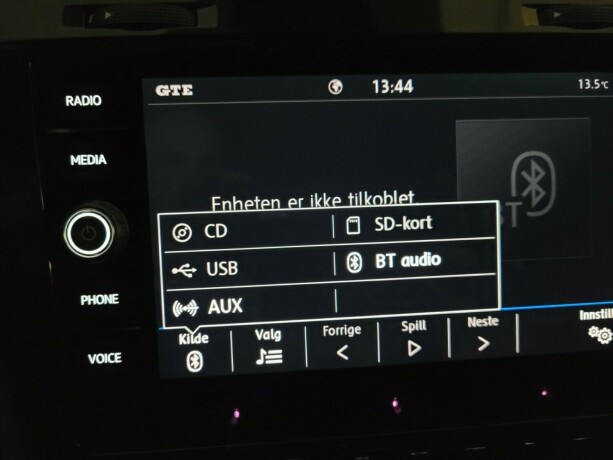 RADIO
MEDIA
PHONE
VOICE
GTE 13:44 13.5°C
Enheten er ikke tilkoblet
BT
CD SD-kort
USB BT audio
AUX
Kilde Valg Forrige Spill Neste